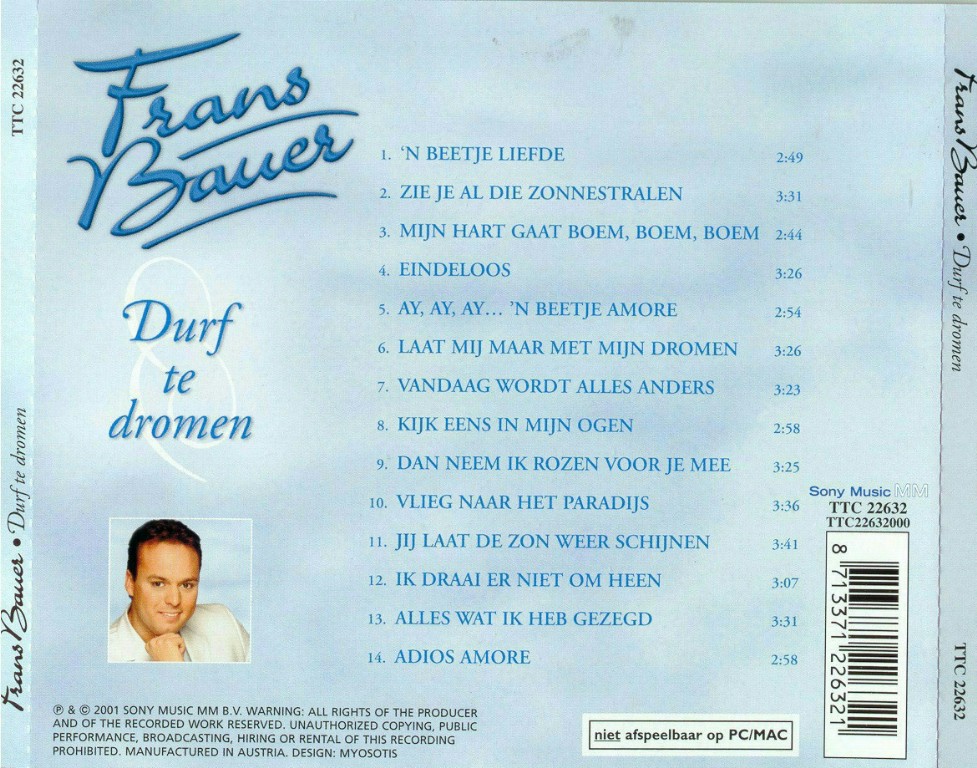 TTC 22632
Frans Bauer • Durf te dromen
Frans
Bauer
Durf
te
dromen
1. ‘N BEETJE LIEFDE 2:49
2. ZIE JE AL DIE ZONNESTRALEN 3:31
3. MIJN HART GAAT BOEM, BOEM, BOEM 2:44
4. EINDELOOS 3:26
5. AY, AY, AY... ’N BEETJE AMORE 2:54
6. LAAT MIJ MAAR MET MIJN DROMEN 3:26
7. VANDAAG WORDT ALLES ANDERS 3:23
8. KIJK EENS IN MIJN OGEN 2:58
9. DAN NEEM IK ROZEN VOOR JE MEE 3:25
10. VLIEG NAAR HET PARADIJS 3:36
11. JIJ LAAT DE ZON WEER SCHIJNEN 3:41
12. IK DRAAI ER NIET OM HEEN 3:07
13. ALLES WAT IK HEB GEZEGD 3:31
14. ADIOS AMORE 2:58
Sony Music MM
TTC 22632
TTC22632000
8 713371 226321
℗ & © 2001 SONY MUSIC MM B.V. WARNING: ALL RIGHTS OF THE PRODUCER
AND OF THE RECORDED WORK RESERVED. UNAUTHORIZED COPYING, PUBLIC
PERFORMANCE, BROADCASTING, HIRING OR RENTAL OF THIS RECORDING
PROHIBITED. MANUFACTURED IN AUSTRIA. DESIGN: MYOSOTIS
niet afspeelbaar op PC/MAC
Frans Bauer • Durf te dromen
TTC 22632